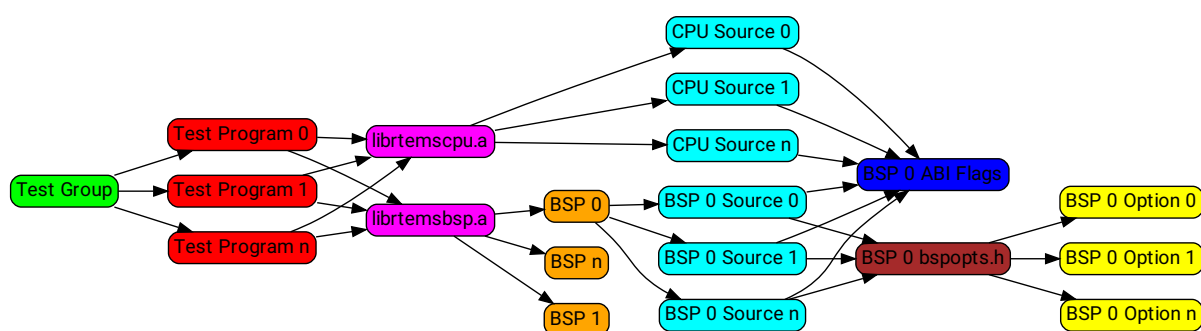 Test Group
Test Program 0
Test Program 1
Test Program n
librtemscpu.a
librtemsbsp.a
BSP 0
BSP n
BSP 1
CPU Source 0
CPU Source 1
CPU Source n
BSP 0 Source 0
BSP 0 Source 1
BSP 0 Source n
BSP 0 ABI Flags
BSP 0 bspopts.h
BSP 0 Option 0
BSP 0 Option 1
BSP 0 Option n